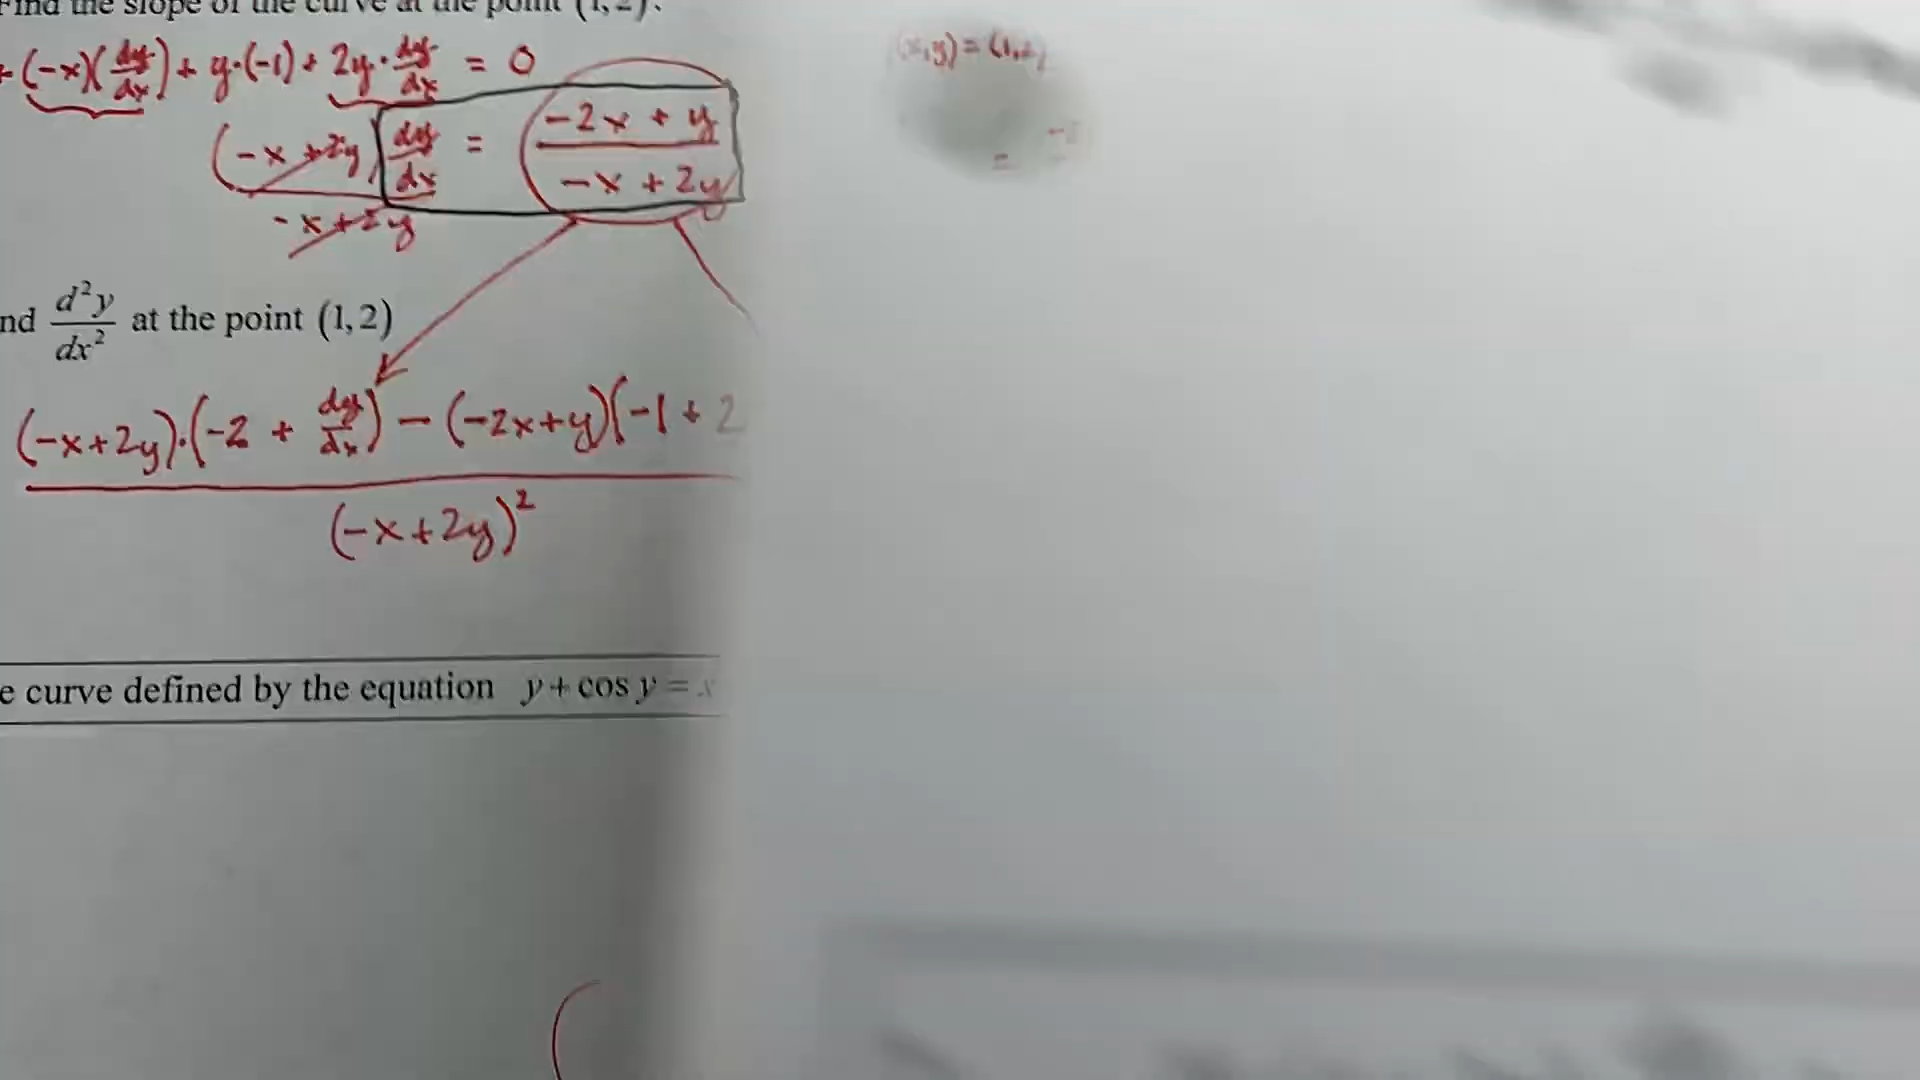 Find the slope of the curve at the point (1,2).
(x,y) = (1,2)
(-x)(dy/dx) + y·(-1) + 2y·dy/dx = 0
(-x+2y) dy/dx = -2x + y
-x+2y -x + 2y
nd d²y/dx² at the point (1,2)
(-x+2y)·(-2 + dy/dx) - (-2x+y)(-1 + 2
(-x+2y)²
e curve defined by the equation y + cos y = x